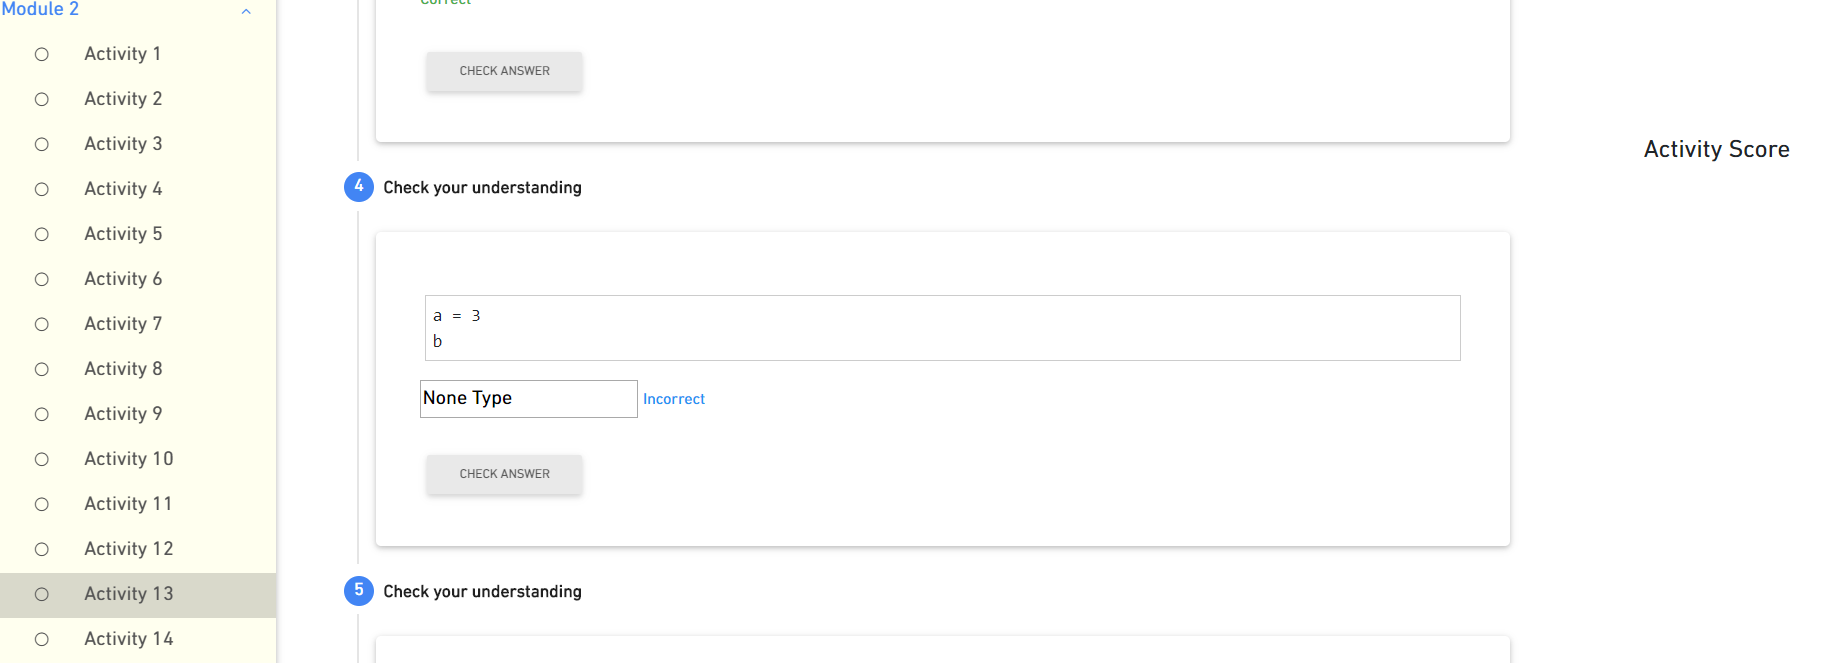 Module 2
Activity 1
Activity 2
Activity 3
Activity 4
Activity 5
Activity 6
Activity 7
Activity 8
Activity 9
Activity 10
Activity 11
Activity 12
Activity 13
Activity 14
Correct
CHECK ANSWER
4 Check your understanding
a = 3
b
None Type Incorrect
CHECK ANSWER
5 Check your understanding
Activity Score